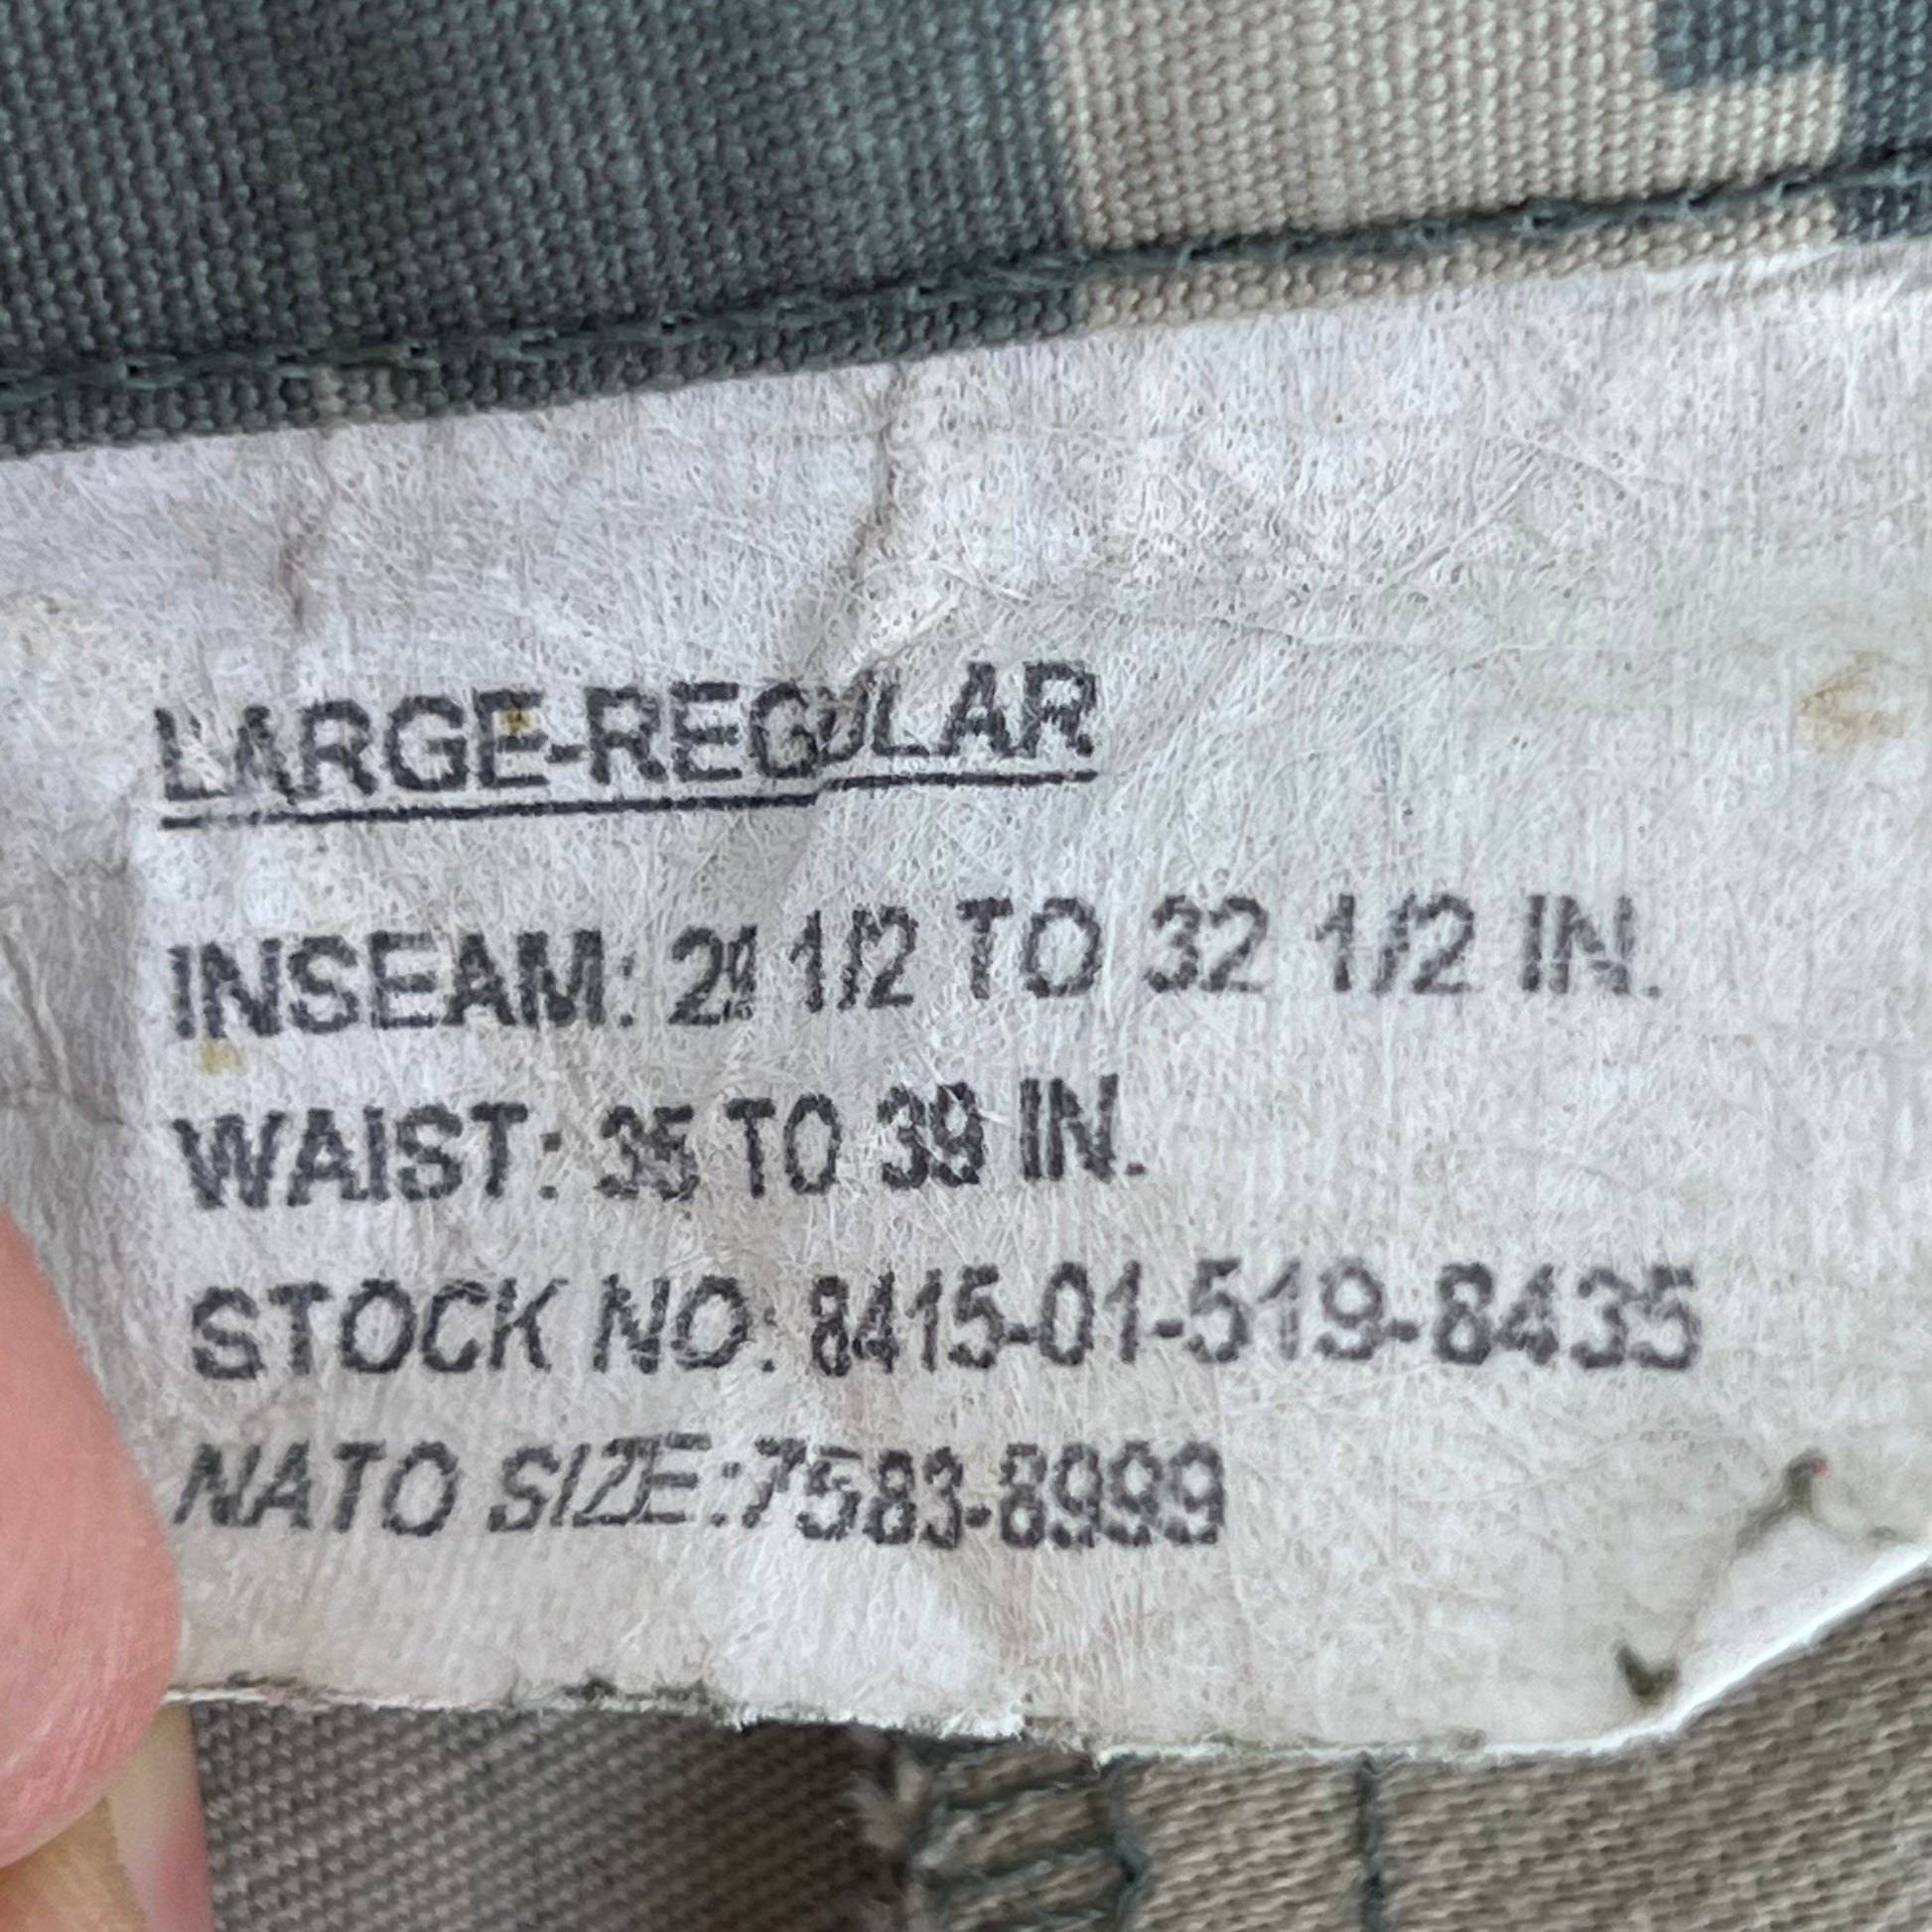 LARGE-REGULAR
INSEAM: 29 1/2 TO 32 1/2 IN.
WAIST: 35 TO 39 IN.
STOCK NO: 8415-01-519-8435
NATO SIZE:7583-8999